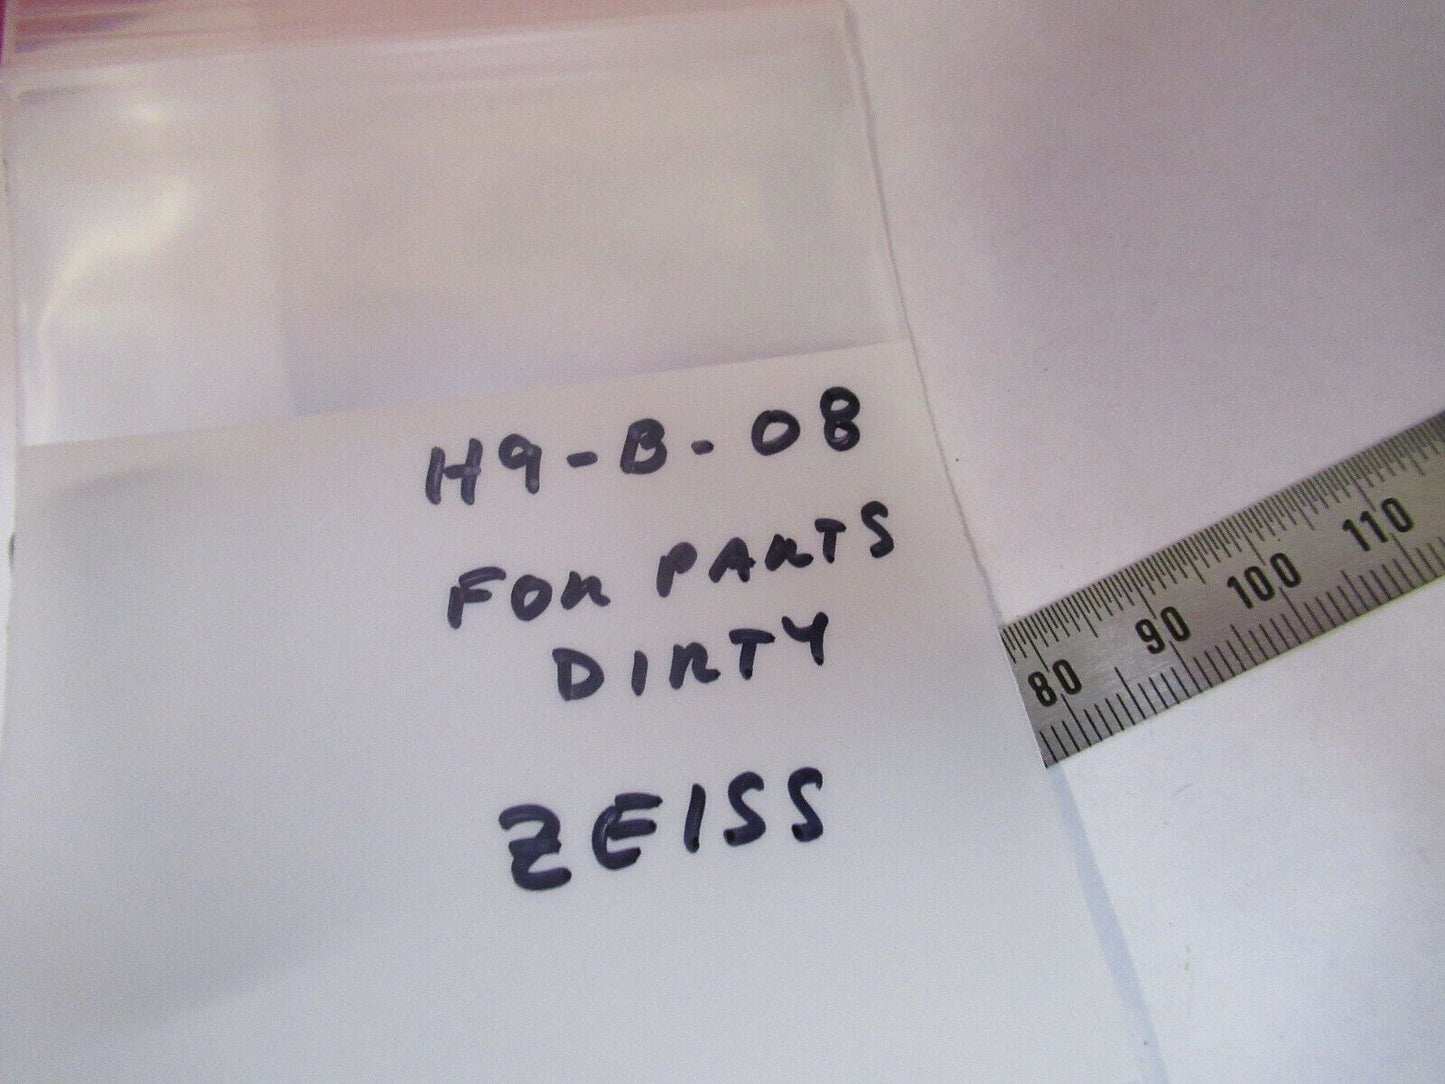 H9-B-08
FOR PARTS
DIRTY
ZEISS
80 90 100 110